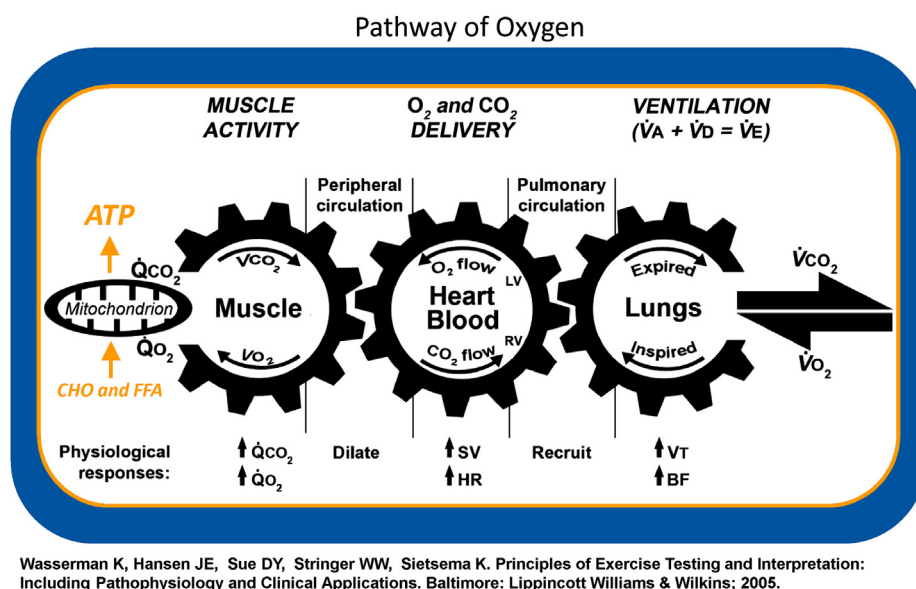 Pathway of Oxygen
MUSCLE
ACTIVITY
O₂ and CO₂
DELIVERY
VENTILATION
(V̇A + V̇D = V̇E)
Peripheral
circulation
Pulmonary
circulation
ATP
Q̇CO₂
Mitochondrion
Q̇O₂
CHO and FFA
V̇CO₂
Muscle
V̇O₂
O₂ flow
LV
Heart
Blood
RV
CO₂ flow
Expired
Lungs
Inspired
V̇CO₂
V̇O₂
Physiological
responses:
Q̇CO₂
Q̇O₂
Dilate
SV
HR
Recruit
VT
BF
Wasserman K, Hansen JE, Sue DY, Stringer WW, Sietsema K. Principles of Exercise Testing and Interpretation:
Including Pathophysiology and Clinical Applications. Baltimore: Lippincott Williams & Wilkins; 2005.